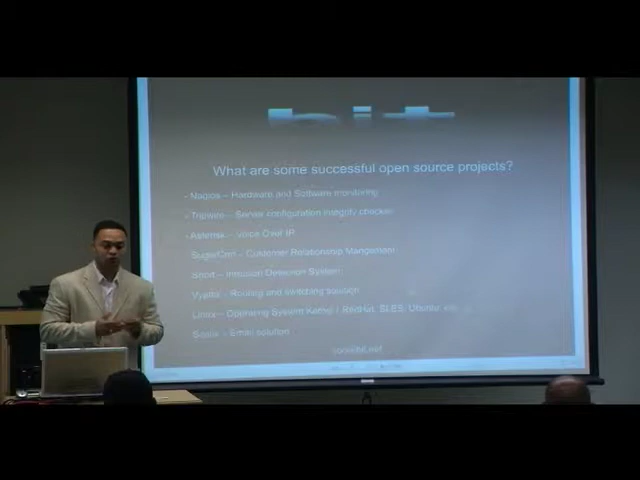 What are some successful open source projects?
- Nagios – Hardware and Software monitoring
- Tripwire – Server configuration integrity checker
- Asterisk – Voice Over IP
SugarCrm – Customer Relationship Mangement
Snort – Intrusion Detection System
Vyatta – Routing and switching solution
Linux – Operating System Kernel / RedHat, SLES, Ubuntu, etc
– Email solution